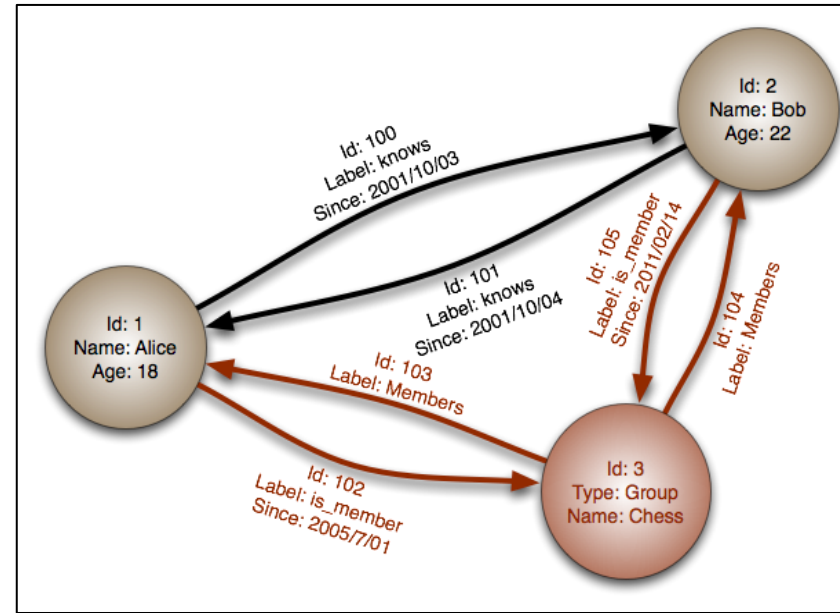 Id: 2
Name: Bob
Age: 22
Id: 100
Label: knows
Since: 2001/10/03
Id: 101
Label: knows
Since: 2001/10/04
Id: 105
Label: is_member
Since: 2011/02/14
Id: 104
Label: Members
Id: 1
Name: Alice
Age: 18
Id: 103
Label: Members
Id: 102
Label: is_member
Since: 2005/7/01
Id: 3
Type: Group
Name: Chess